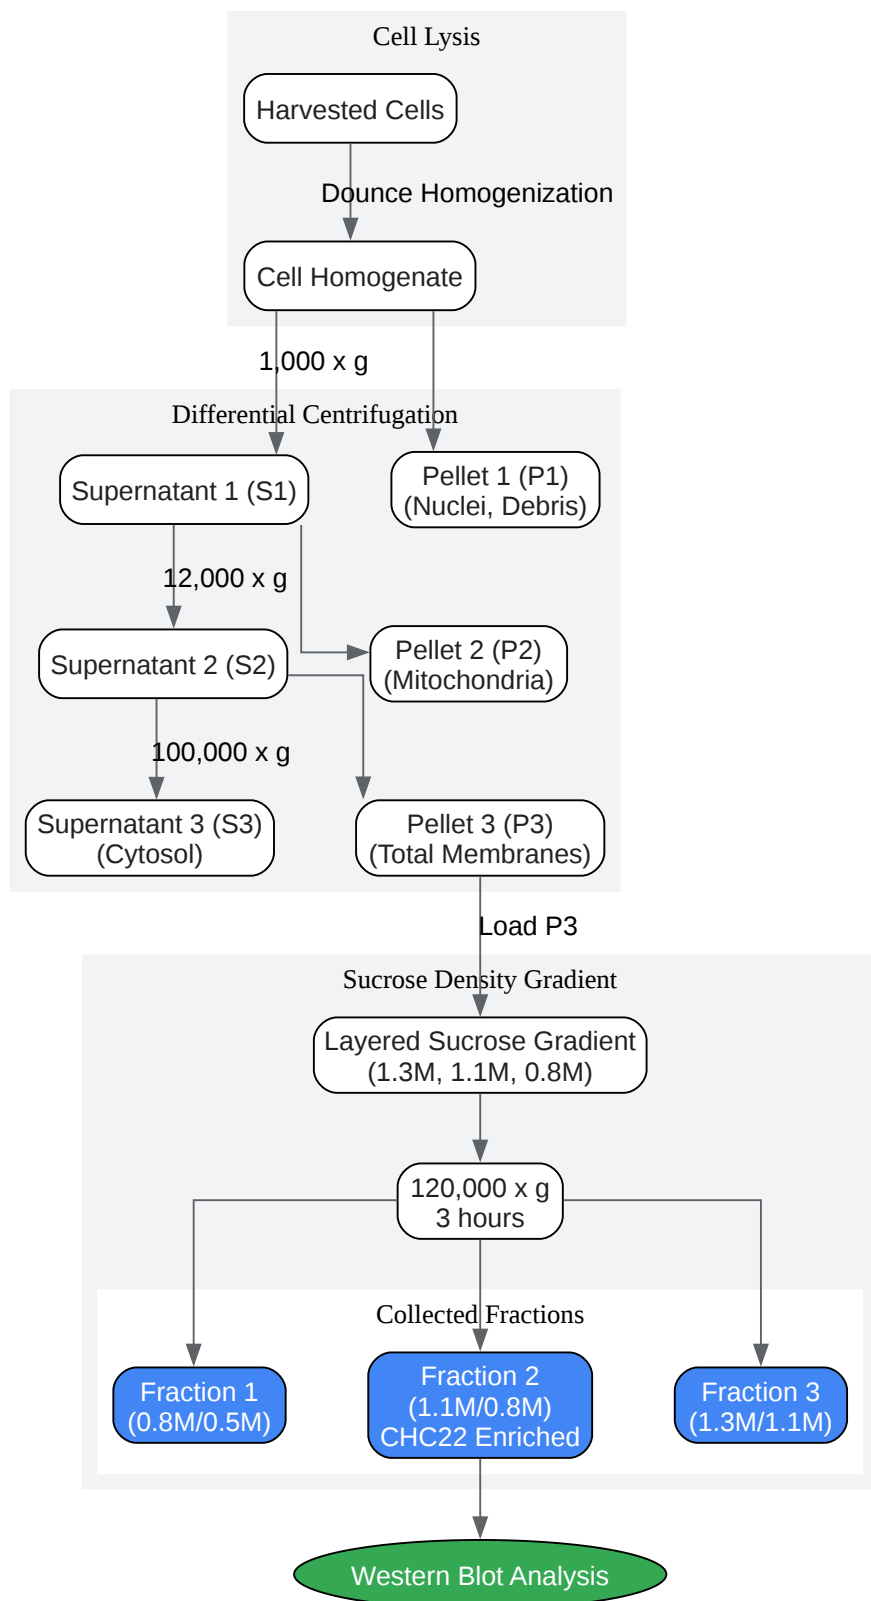 Cell Lysis
Harvested Cells
Dounce Homogenization
Cell Homogenate
1,000 x g
Differential Centrifugation
Supernatant 1 (S1)
Pellet 1 (P1)
(Nuclei, Debris)
12,000 x g
Supernatant 2 (S2)
Pellet 2 (P2)
(Mitochondria)
100,000 x g
Supernatant 3 (S3)
(Cytosol)
Pellet 3 (P3)
(Total Membranes)
Load P3
Sucrose Density Gradient
Layered Sucrose Gradient
(1.3M, 1.1M, 0.8M)
120,000 x g
3 hours
Collected Fractions
Fraction 1
(0.8M/0.5M)
Fraction 2
(1.1M/0.8M)
CHC22 Enriched
Fraction 3
(1.3M/1.1M)
Western Blot Analysis